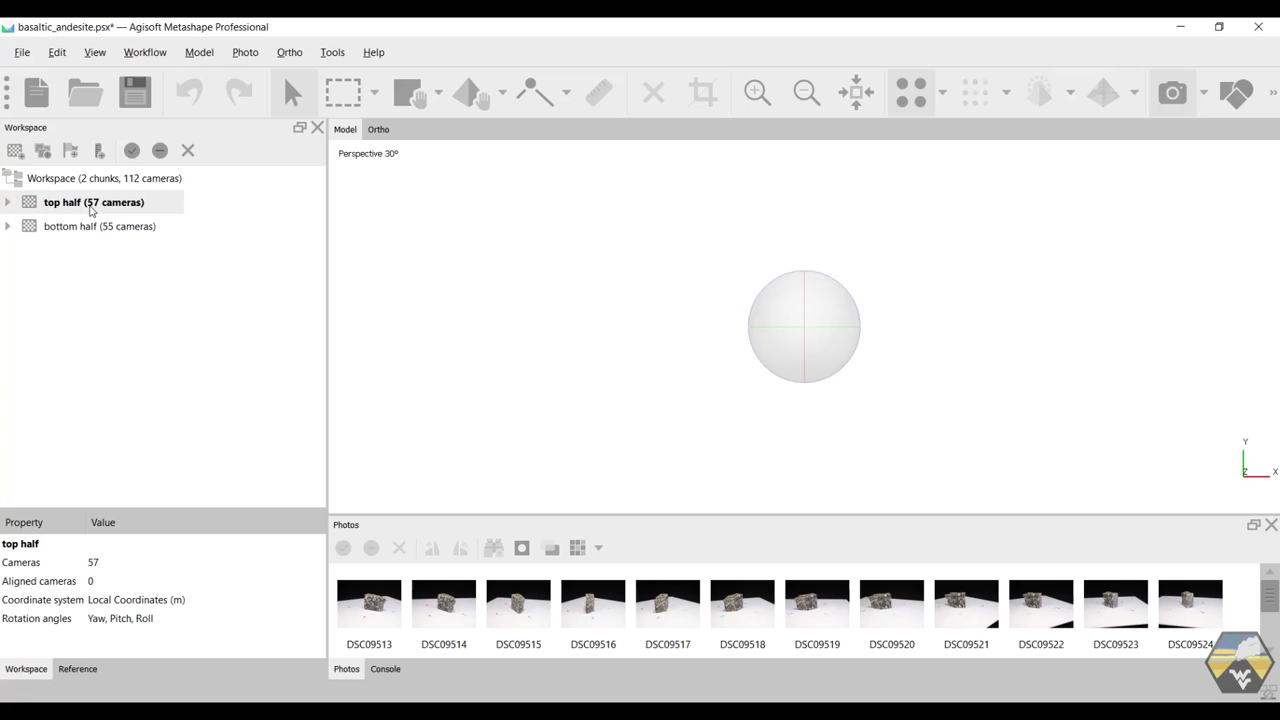 basaltic_andesite.psx* — Agisoft Metashape Professional
File Edit View Workflow Model Photo Ortho Tools Help
Workspace
Model Ortho
Perspective 30°
Workspace (2 chunks, 112 cameras)
top half (57 cameras)
bottom half (55 cameras)
Y
Z X
Property Value
top half
Cameras 57
Aligned cameras 0
Coordinate system Local Coordinates (m)
Rotation angles Yaw, Pitch, Roll
Photos
DSC09513 DSC09514 DSC09515 DSC09516 DSC09517 DSC09518 DSC09519 DSC09520 DSC09521 DSC09522 DSC09523 DSC09524
Workspace Reference
Photos Console